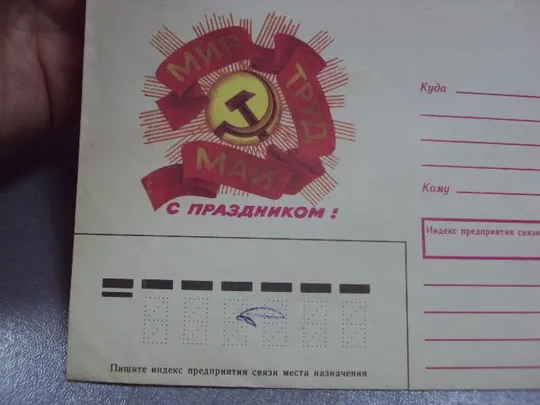 МИР
ТРУД
МАЙ
С ПРАЗДНИКОМ!
Куда
Кому
Индекс предприятия связи
Пишите индекс предприятия связи места назначения